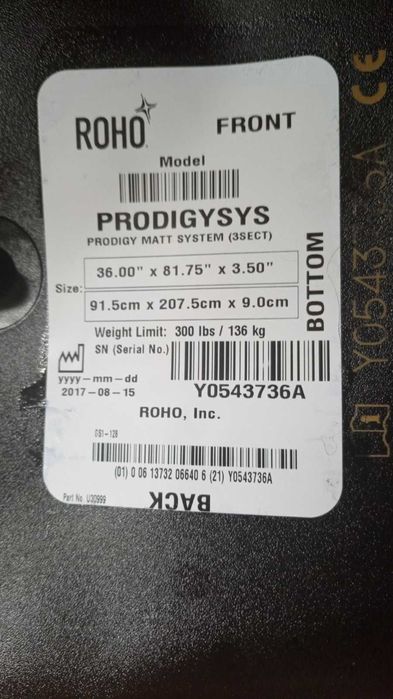 ROHO
FRONT
Model
PRODIGYSYS
PRODIGY MATT SYSTEM (3SECT)
Size:
36.00" x 81.75" x 3.50"
91.5cm x 207.5cm x 9.0cm
BOTTOM
Weight Limit: 300 lbs / 136 kg
SN (Serial No.)
yyyy-mm-dd
2017-08-15
Y0543736A
ROHO, Inc.
GS1-128
(01) 0 06 13732 06640 6 (21) Y0543736A
Part No. U30999
BACK
CE